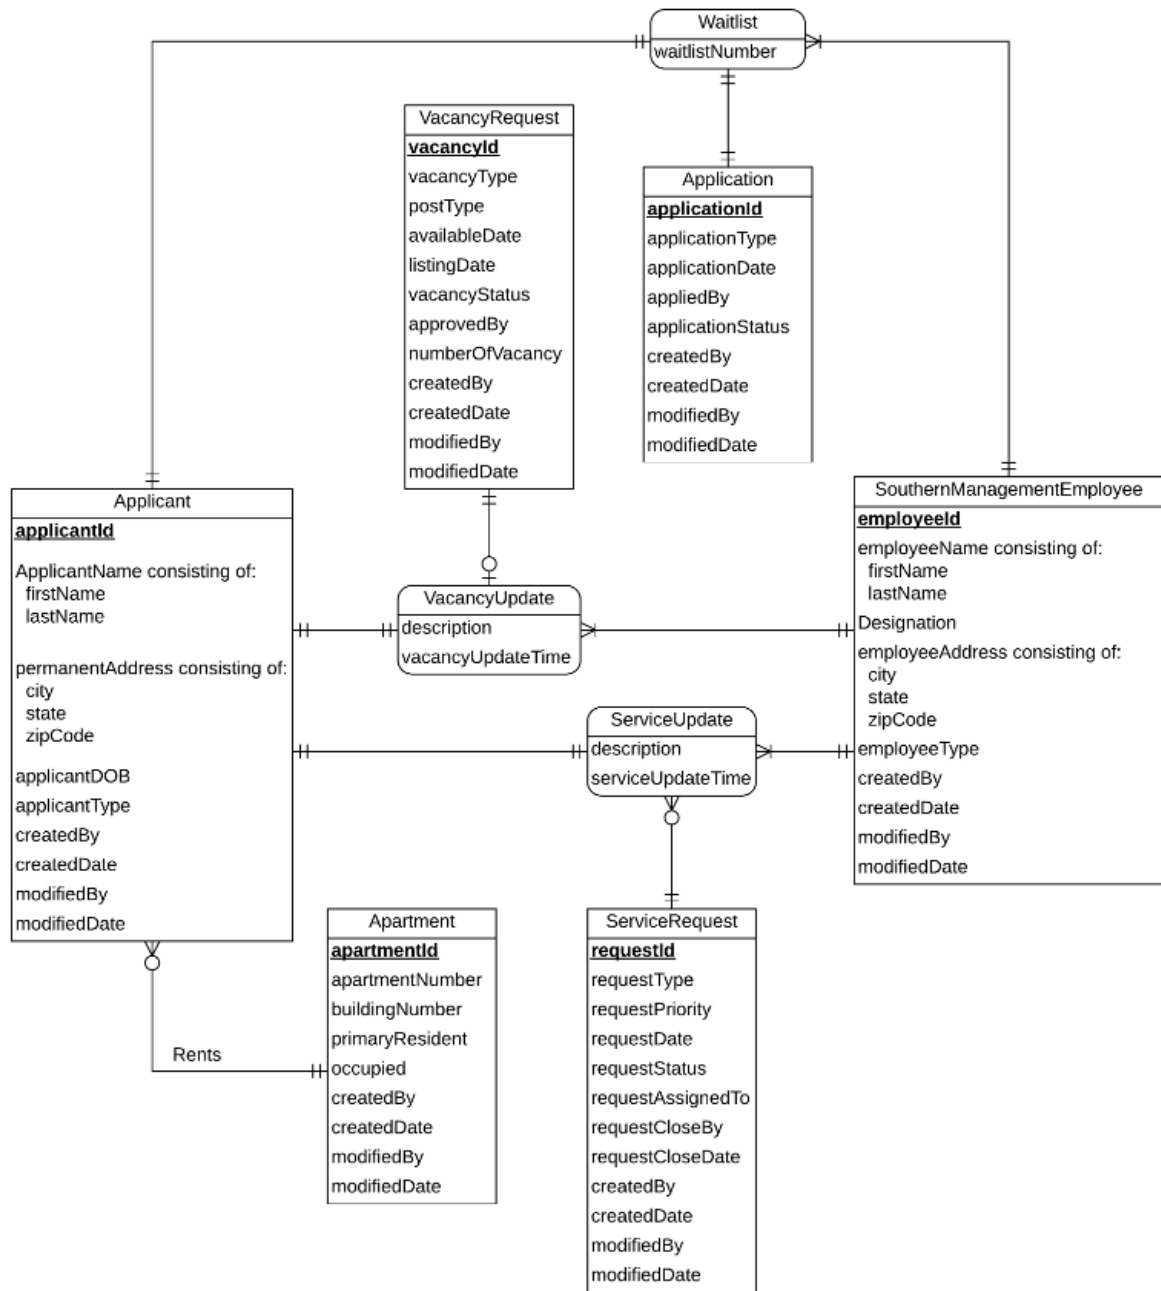 Waitlist
waitlistNumber
VacancyRequest
vacancyId
vacancyType
postType
availableDate
listingDate
vacancyStatus
approvedBy
numberOfVacancy
createdBy
createdDate
modifiedBy
modifiedDate
Application
applicationId
applicationType
applicationDate
appliedBy
applicationStatus
createdBy
createdDate
modifiedBy
modifiedDate
Applicant
applicantId
ApplicantName consisting of:
firstName
lastName
permanentAddress consisting of:
city
state
zipCode
applicantDOB
applicantType
createdBy
createdDate
modifiedBy
modifiedDate
VacancyUpdate
description
vacancyUpdateTime
SouthernManagementEmployee
employeeId
employeeName consisting of:
firstName
lastName
Designation
employeeAddress consisting of:
city
state
zipCode
employeeType
createdBy
createdDate
modifiedBy
modifiedDate
ServiceUpdate
description
serviceUpdateTime
Rents
Apartment
apartmentId
apartmentNumber
buildingNumber
primaryResident
occupied
createdBy
createdDate
modifiedBy
modifiedDate
ServiceRequest
requestId
requestType
requestPriority
requestDate
requestStatus
requestAssignedTo
requestCloseBy
requestCloseDate
createdBy
createdDate
modifiedBy
modifiedDate